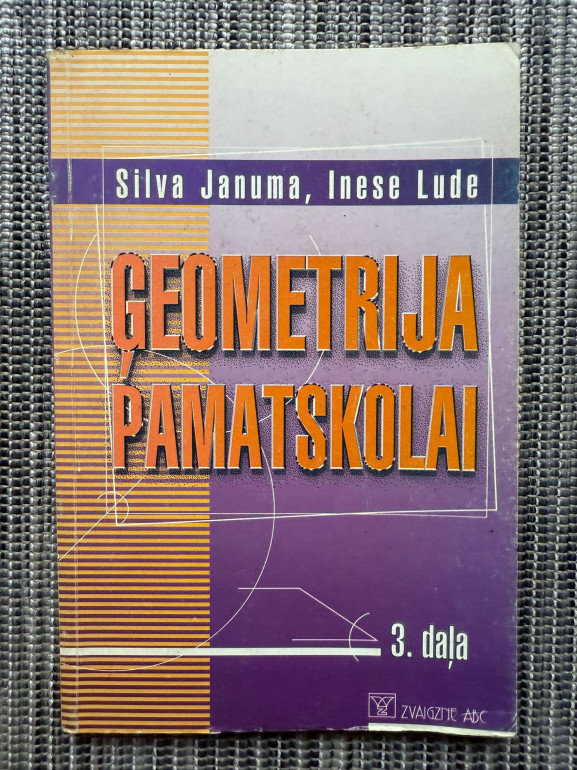 Silva Januma, Inese Lude
ĢEOMETRIJA
PAMATSKOLAI
3. daļa
ZVAIGZNE ABC